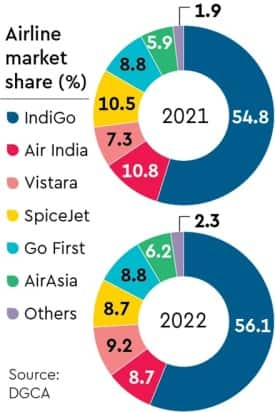 Airline
market
share (%)
IndiGo
Air India
Vistara
SpiceJet
Go First
AirAsia
Others
Source:
DGCA
1.9
5.9
8.8
10.5
7.3
10.8
54.8
2021
2.3
6.2
8.8
8.7
9.2
8.7
56.1
2022